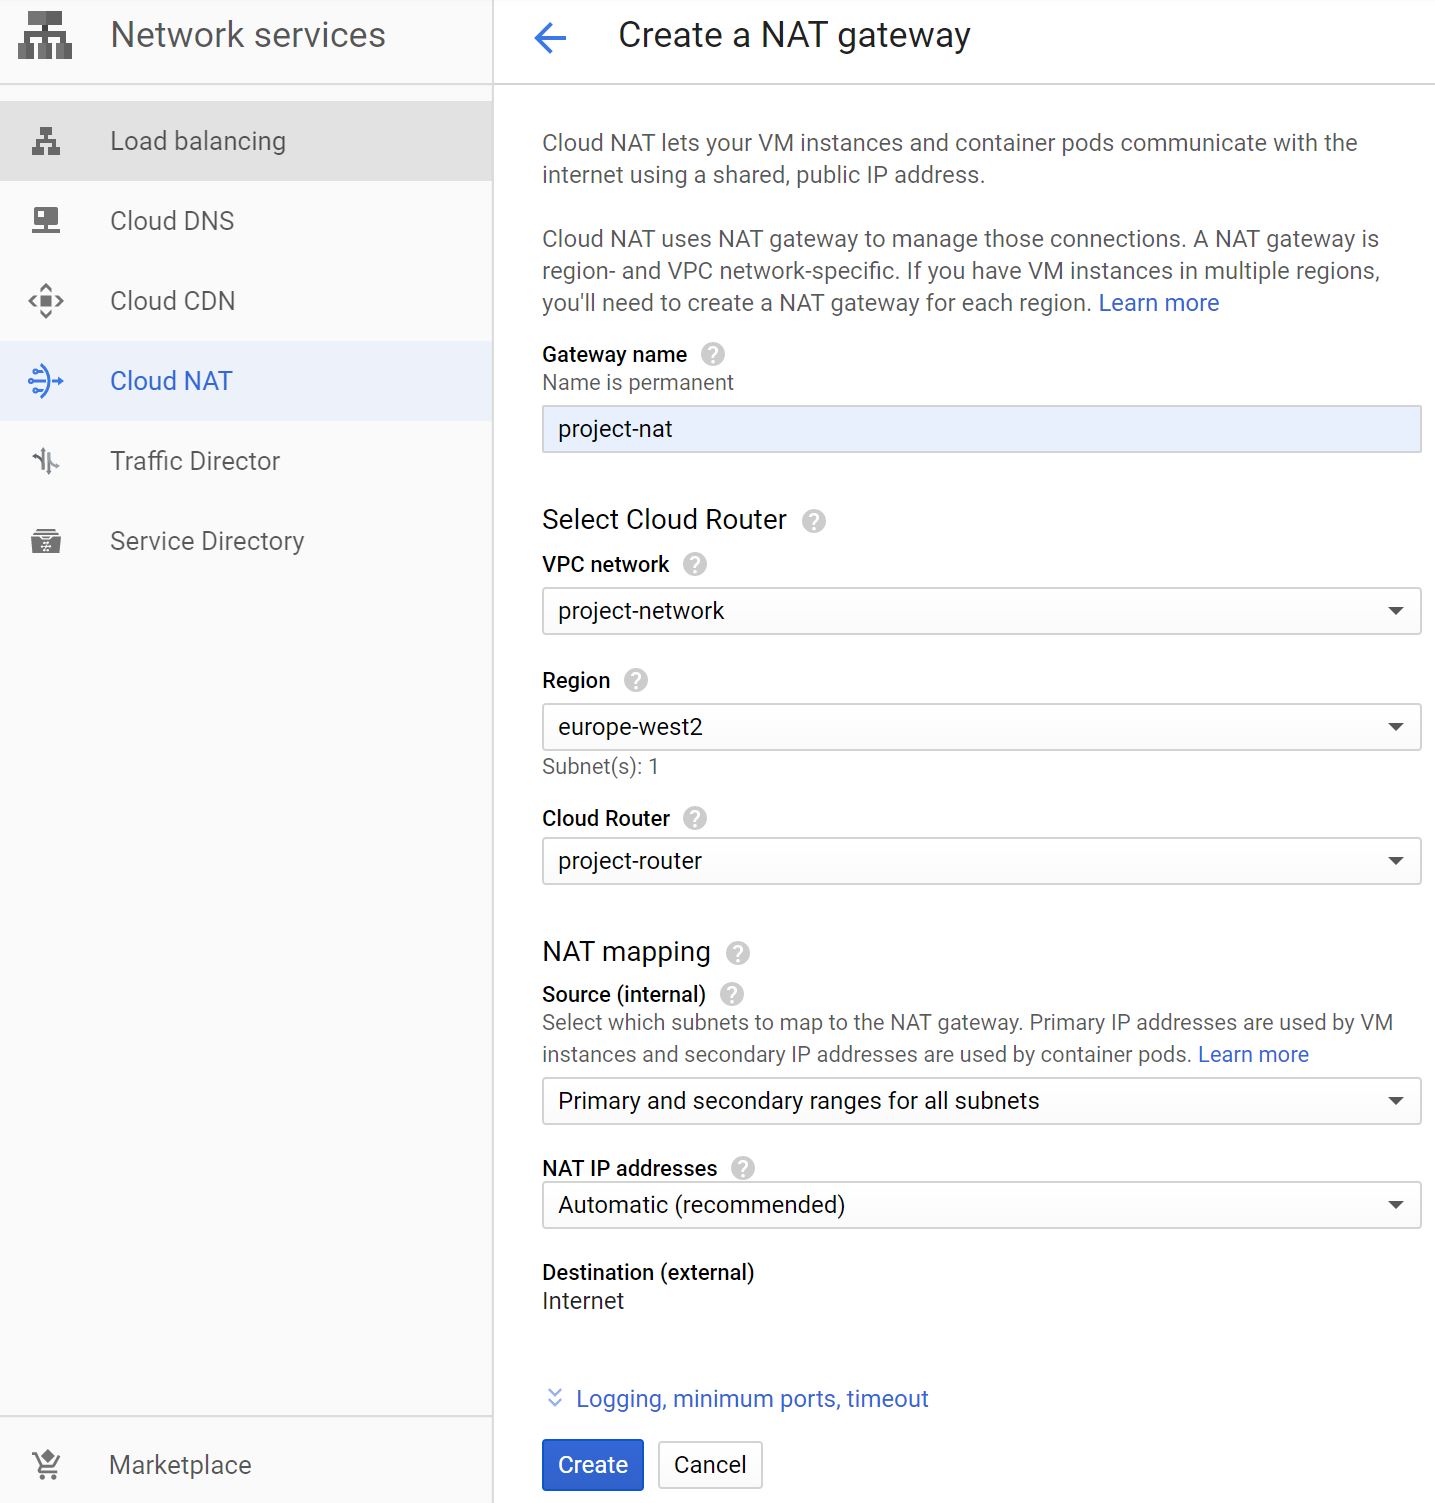 Network services
Load balancing
Cloud DNS
Cloud CDN
Cloud NAT
Traffic Director
Service Directory
Marketplace
Create a NAT gateway
Cloud NAT lets your VM instances and container pods communicate with the
internet using a shared, public IP address.
Cloud NAT uses NAT gateway to manage those connections. A NAT gateway is
region- and VPC network-specific. If you have VM instances in multiple regions,
you'll need to create a NAT gateway for each region. Learn more
Gateway name ?
Name is permanent
project-nat
Select Cloud Router ?
VPC network ?
project-network
Region ?
europe-west2
Subnet(s): 1
Cloud Router ?
project-router
NAT mapping ?
Source (internal) ?
Select which subnets to map to the NAT gateway. Primary IP addresses are used by VM
instances and secondary IP addresses are used by container pods. Learn more
Primary and secondary ranges for all subnets
NAT IP addresses ?
Automatic (recommended)
Destination (external)
Internet
Logging, minimum ports, timeout
Create Cancel